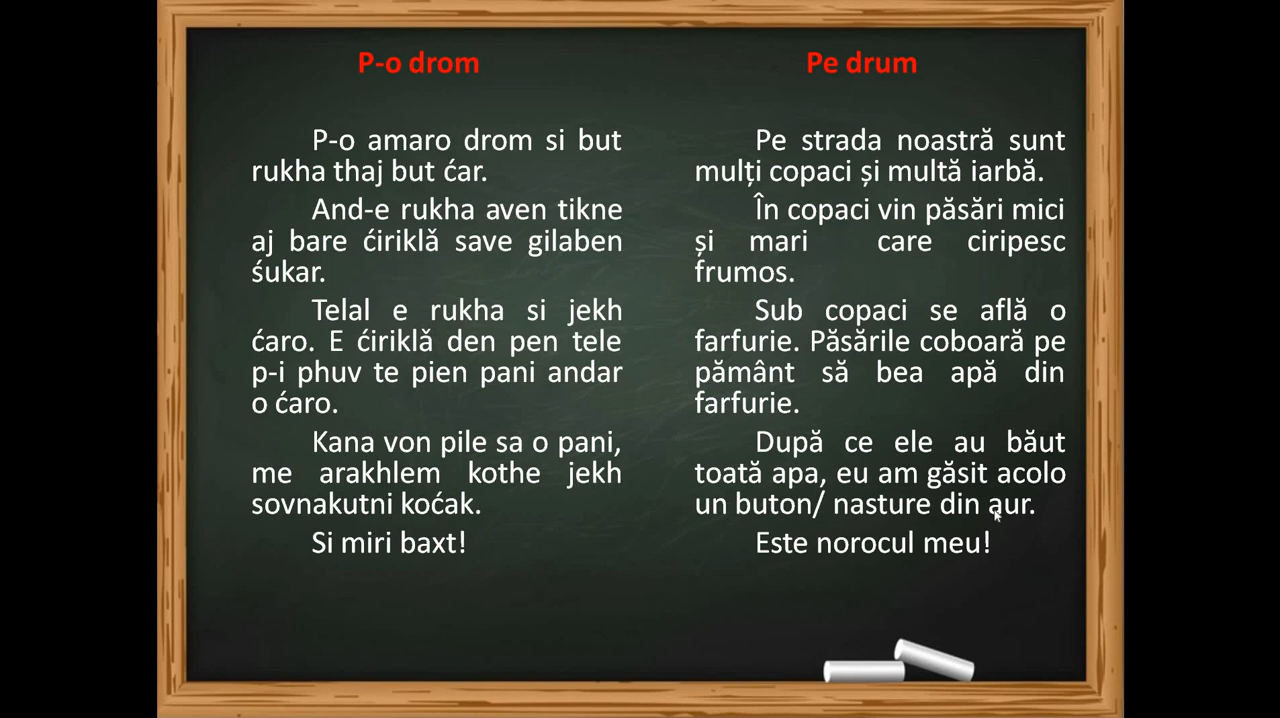 P-o drom
P-o amaro drom si but
rukha thaj but ćar.
And-e rukha aven tikne
aj bare ćiriklǎ save gilaben
śukar.
Telal e rukha si jekh
ćaro. E ćiriklǎ den pen tele
p-i phuv te pien pani andar
o ćaro.
Kana von pile sa o pani,
me arakhlem kothe jekh
sovnakutni koćak.
Si miri baxt!
Pe drum
Pe strada noastră sunt
mulți copaci și multă iarbă.
În copaci vin păsări mici
și mari care ciripesc
frumos.
Sub copaci se află o
farfurie. Păsările coboară pe
pământ să bea apă din
farfurie.
După ce ele au băut
toată apa, eu am găsit acolo
un buton/ nasture din aur.
Este norocul meu!